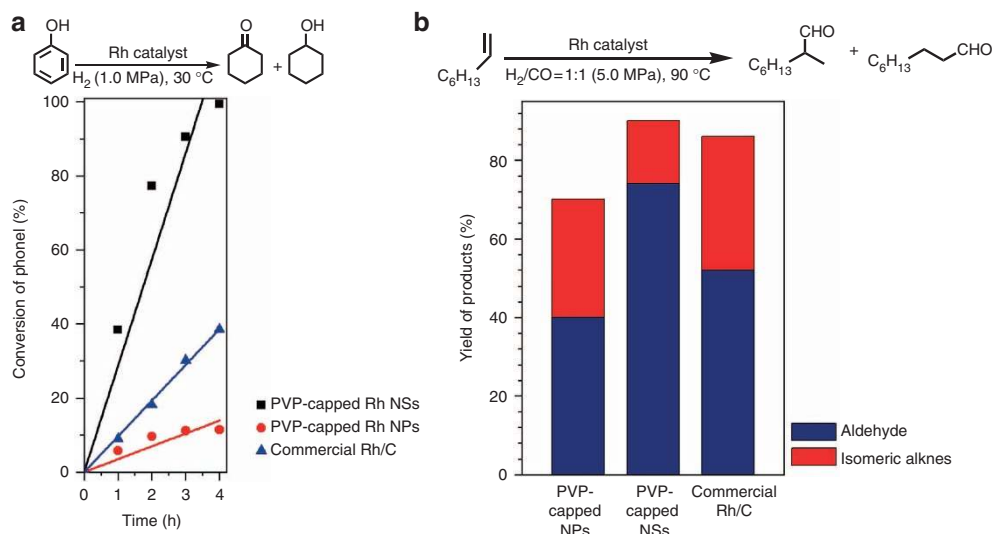 a
OH
Rh catalyst
H₂ (1.0 MPa), 30 °C
O
+
OH
Conversion of phonel (%)
100
80
60
40
20
0
0 1 2 3 4
Time (h)
PVP-capped Rh NSs
PVP-capped Rh NPs
Commercial Rh/C
b
C₆H₁₃
Rh catalyst
H₂/CO=1:1 (5.0 MPa), 90 °C
CHO
C₆H₁₃
+
C₆H₁₃ CHO
Yield of products (%)
80
60
40
20
0
PVP-capped NPs
PVP-capped NSs
Commercial Rh/C
Aldehyde
Isomeric alknes